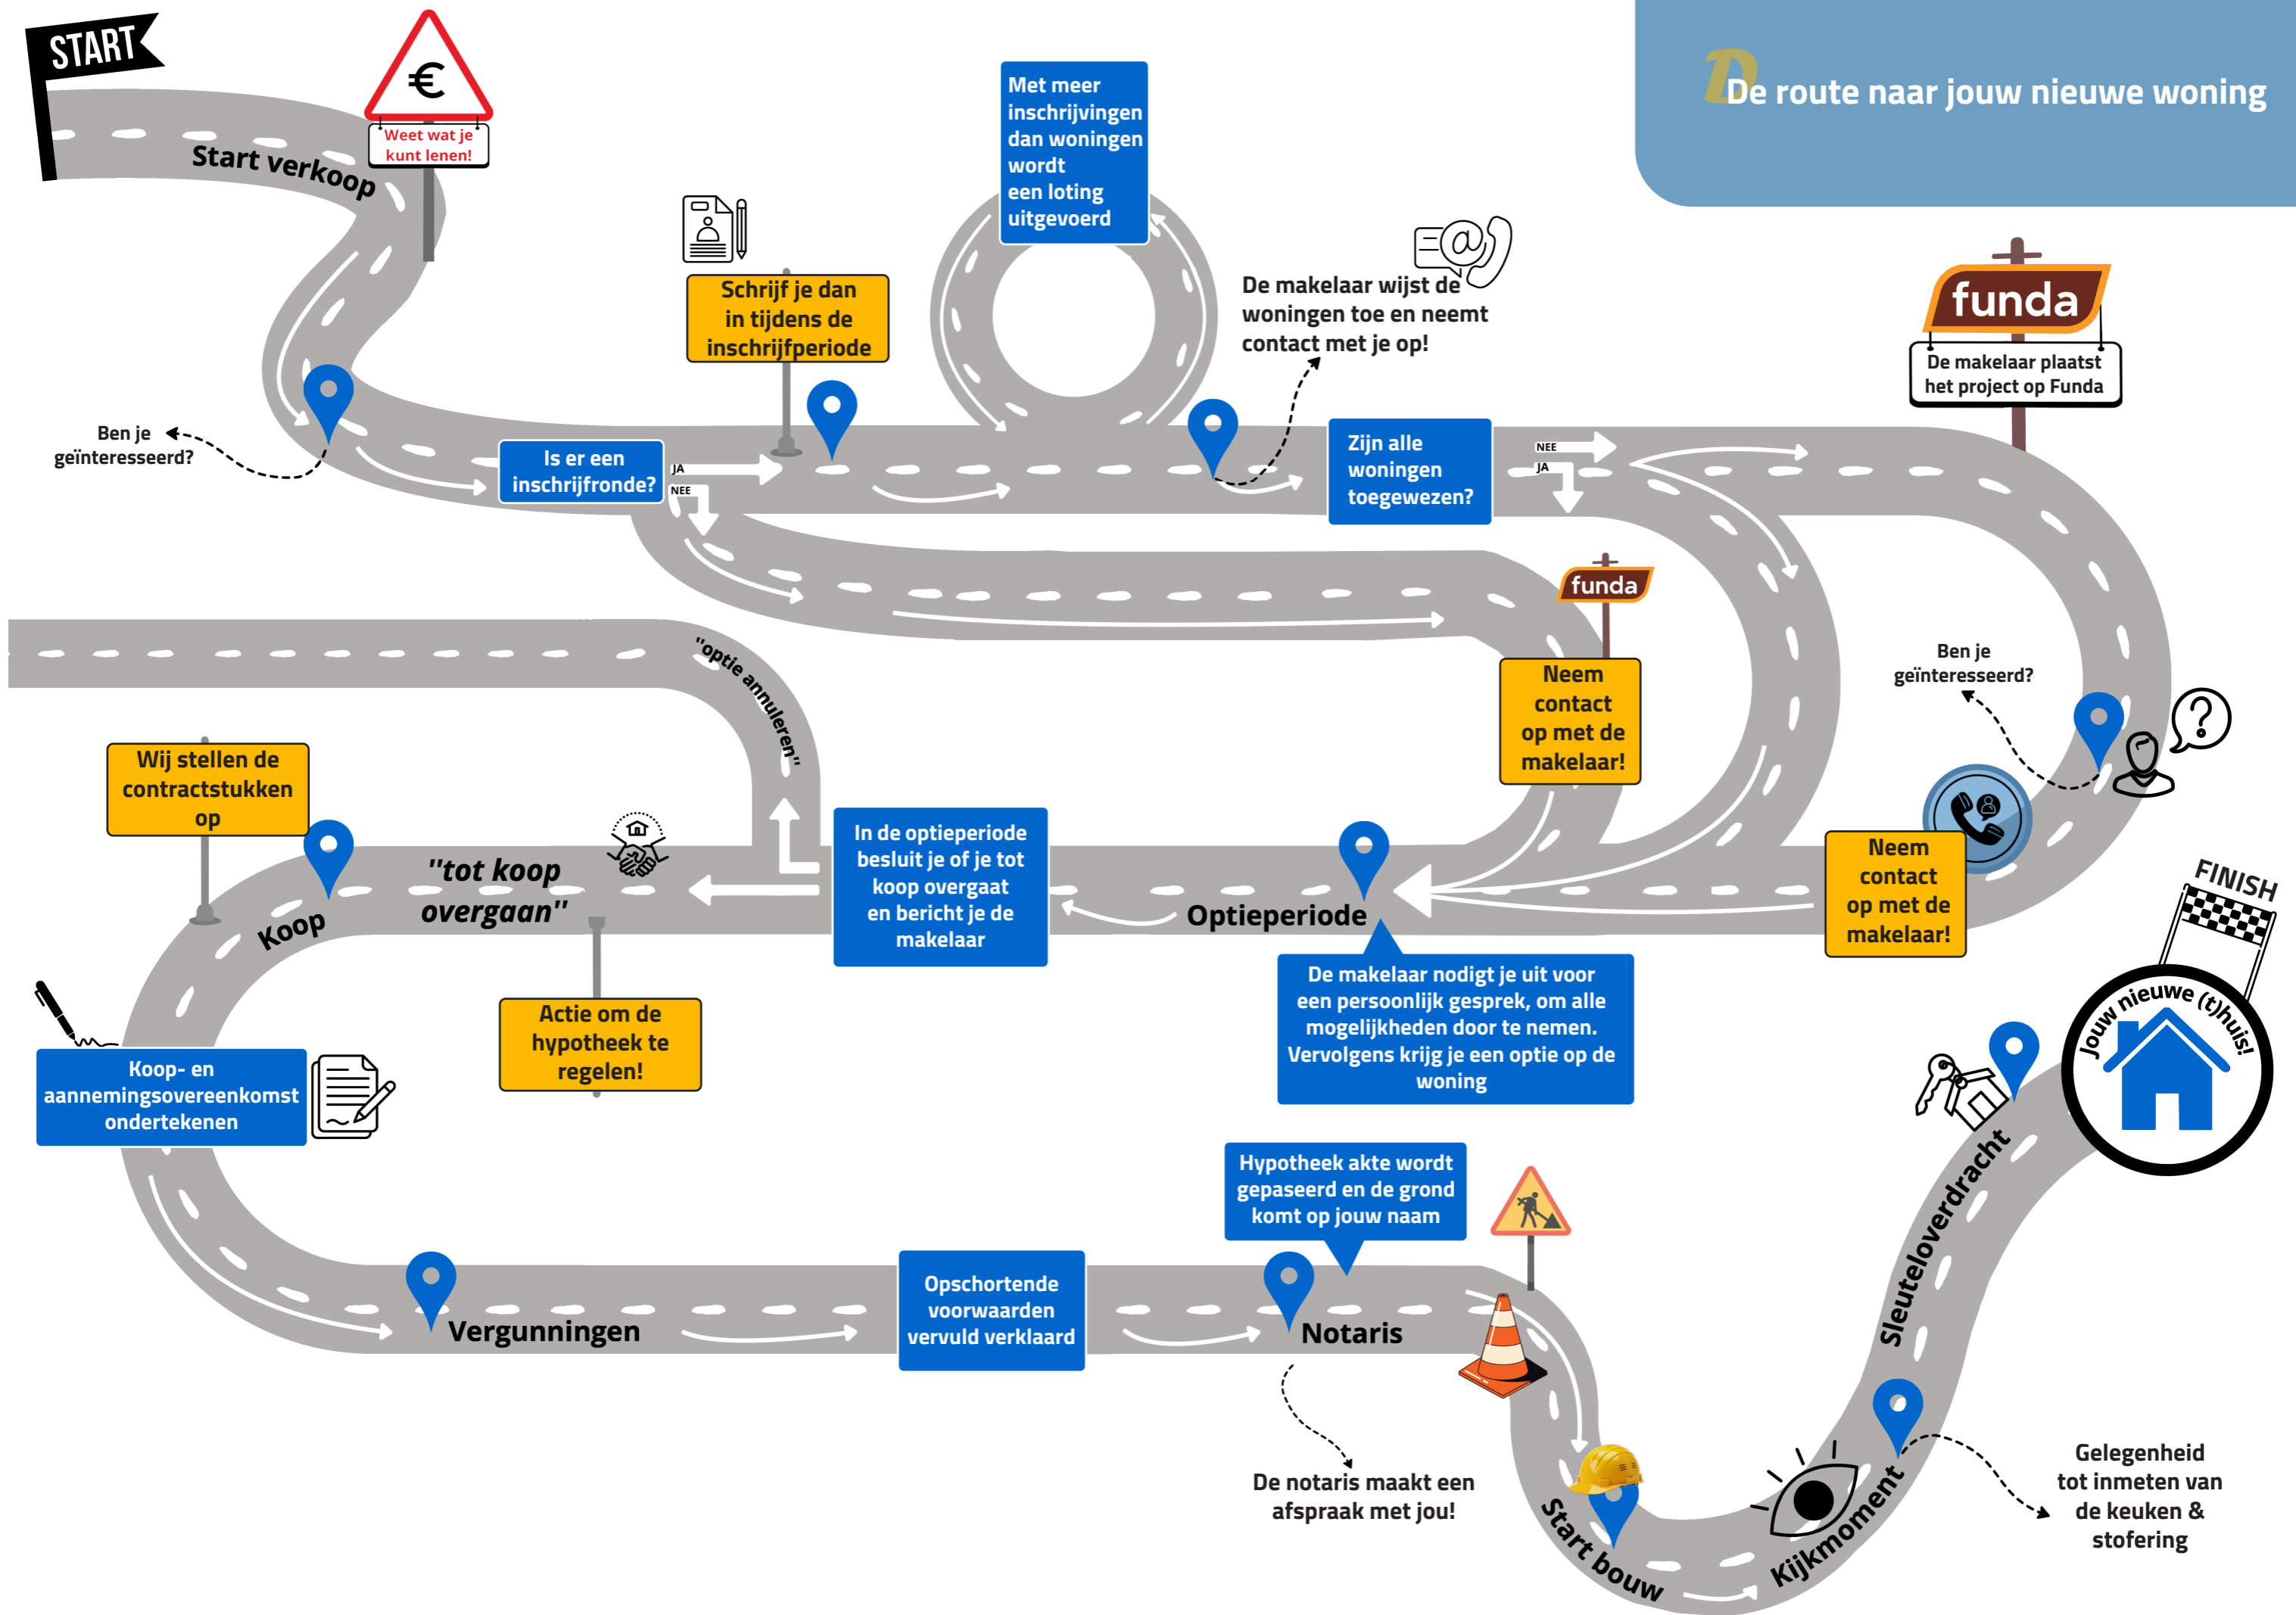 START
€
Weet wat je
kunt lenen!
Start verkoop
De route naar jouw nieuwe woning
Met meer
inschrijvingen
dan woningen
wordt
een loting
uitgevoerd
Schrijf je dan
in tijdens de
inschrijfperiode
@
De makelaar wijst de
woningen toe en neemt
contact met je op!
funda
De makelaar plaatst
het project op Funda
Ben je
geïnteresseerd?
Is er een
inschrijfronde?
JA
NEE
Zijn alle
woningen
toegewezen?
NEE
JA
funda
Neem
contact
op met de
makelaar!
Ben je
geïnteresseerd?
?
Neem
contact
op met de
makelaar!
Optieperiode
De makelaar nodigt je uit voor
een persoonlijk gesprek, om alle
mogelijkheden door te nemen.
Vervolgens krijg je een optie op de
woning
In de optieperiode
besluit je of je tot
koop overgaat
en bericht je de
makelaar
"optie annuleren"
"tot koop
overgaan"
Actie om de
hypotheek te
regelen!
Wij stellen de
contractstukken
op
Koop
Koop- en
aannemingsovereenkomst
ondertekenen
Vergunningen
Opschortende
voorwaarden
vervuld verklaard
Hypotheek akte wordt
gepaseerd en de grond
komt op jouw naam
Notaris
De notaris maakt een
afspraak met jou!
Start bouw
Kijkmoment
Gelegenheid
tot inmeten van
de keuken &
stofering
Sleuteloverdracht
FINISH
Jouw nieuwe (t)huis!